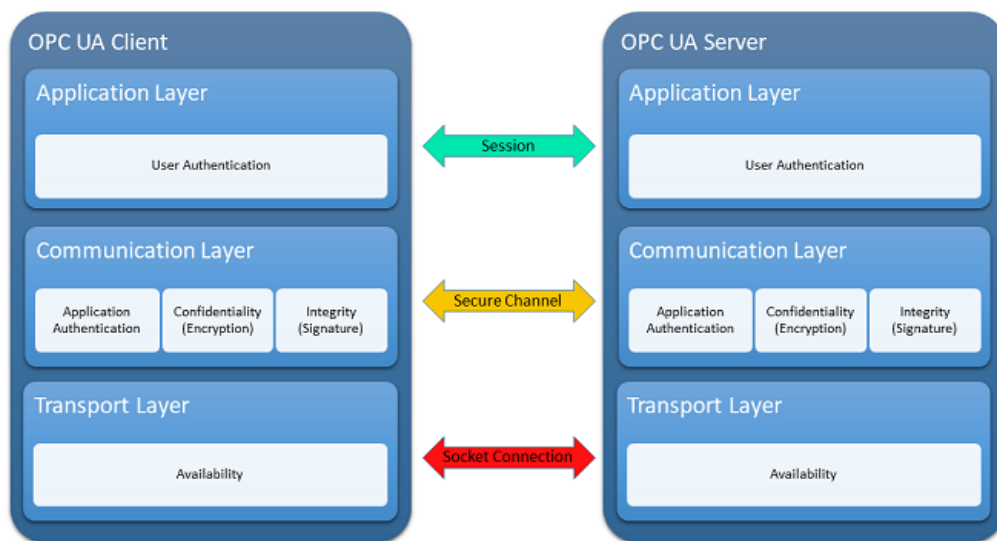 OPC UA Client
Application Layer
User Authentication
Communication Layer
Application
Authentication
Confidentiality
(Encryption)
Integrity
(Signature)
Transport Layer
Availability
Session
Secure Channel
Socket Connection
OPC UA Server
Application Layer
User Authentication
Communication Layer
Application
Authentication
Confidentiality
(Encryption)
Integrity
(Signature)
Transport Layer
Availability